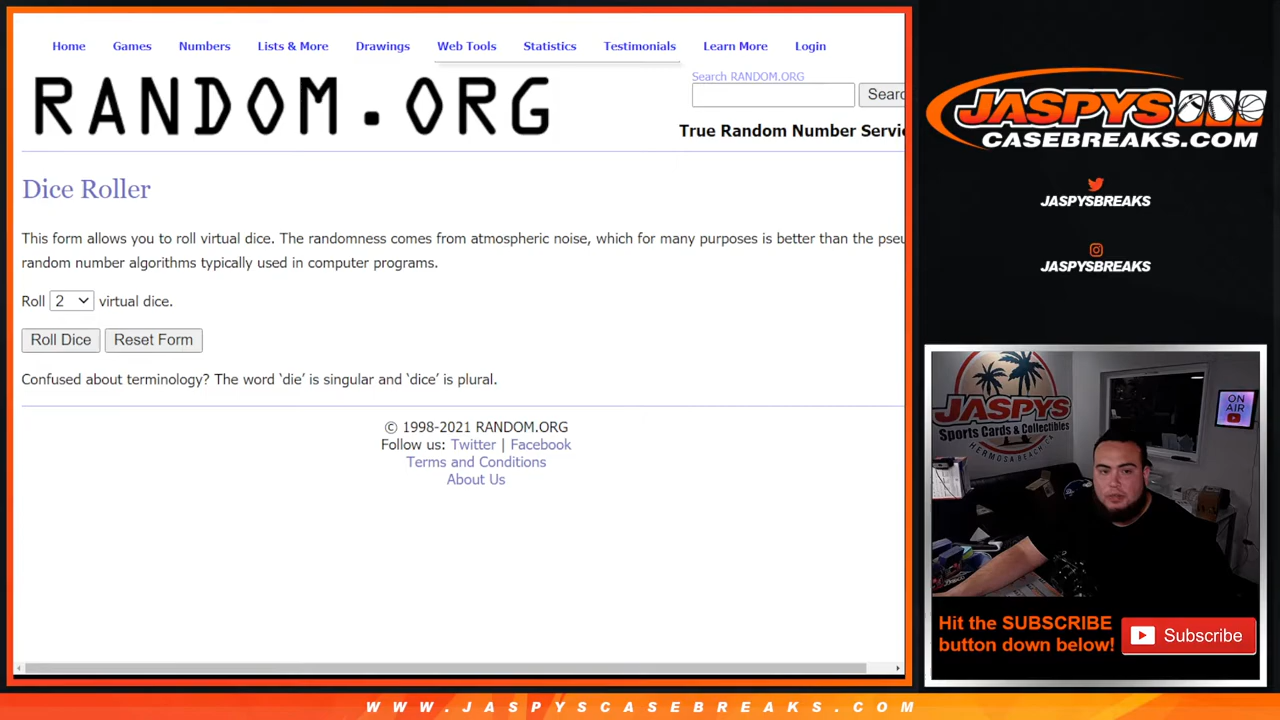 Home Games Numbers Lists & More Drawings Web Tools Statistics Testimonials Learn More Login
RANDOM.ORG
Search RANDOM.ORG
True Random Number
Dice Roller
This form allows you to roll virtual dice. The randomness comes from atmospheric noise, which for many purposes is better than the
random number algorithms typically used in computer programs.
Roll 2 virtual dice.
Roll Dice Reset Form
Confused about terminology? The word ‘die’ is singular and ‘dice’ is plural.
© 1998-2021 RANDOM.ORG
Follow us: Twitter | Facebook
Terms and Conditions
About Us
JASPYS
CASEBREAKS.COM
JASPYSBREAKS
JASPYSBREAKS
JASPYS
Sports Cards & Collectibles
HERMOSA BEACH, CA
ON
AIR
Hit the SUBSCRIBE
button down below!
Subscribe
WWW.JASPYSCASEBREAKS.COM